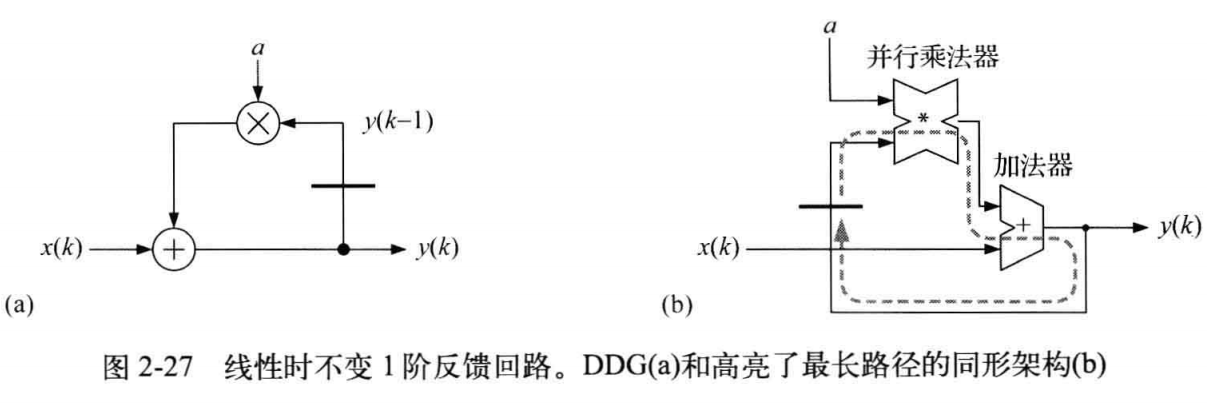 a
y(k−1)
x(k)
y(k)
(a)
a
并行乘法器
*
加法器
+
x(k)
y(k)
(b)
图 2-27 线性时不变 1 阶反馈回路。DDG(a)和高亮了最长路径的同形架构(b)